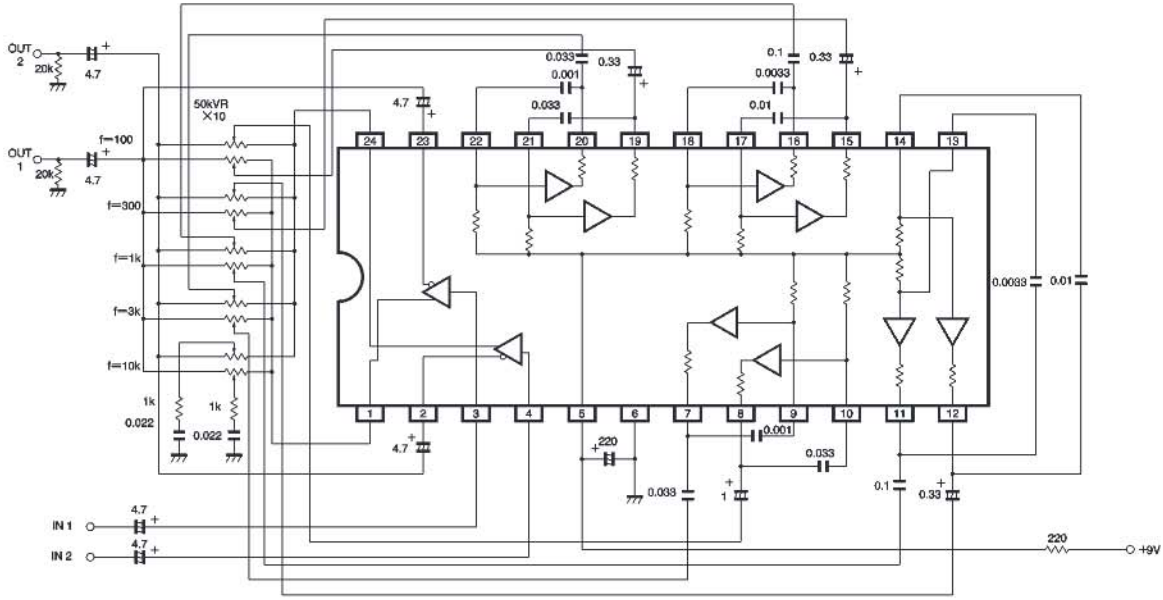 OUT
2
20k
4.7
+
50kVR
×10
OUT
1
20k
4.7
+
f=100
f=300
f=1k
f=3k
f=10k
1k
0.022
1k
0.022
4.7
+
0.033
0.33
+
0.001
0.033
0.1
0.33
+
0.0033
0.01
24 23 22 21 20 19 18 17 16 15 14 13
0.0033
0.01
1 2 3 4 5 6 7 8 9 10 11 12
4.7
+
+
220
0.001
0.033
0.033
+
1
0.1
+
0.33
IN 1
4.7
+
IN 2
4.7
+
220
+9V